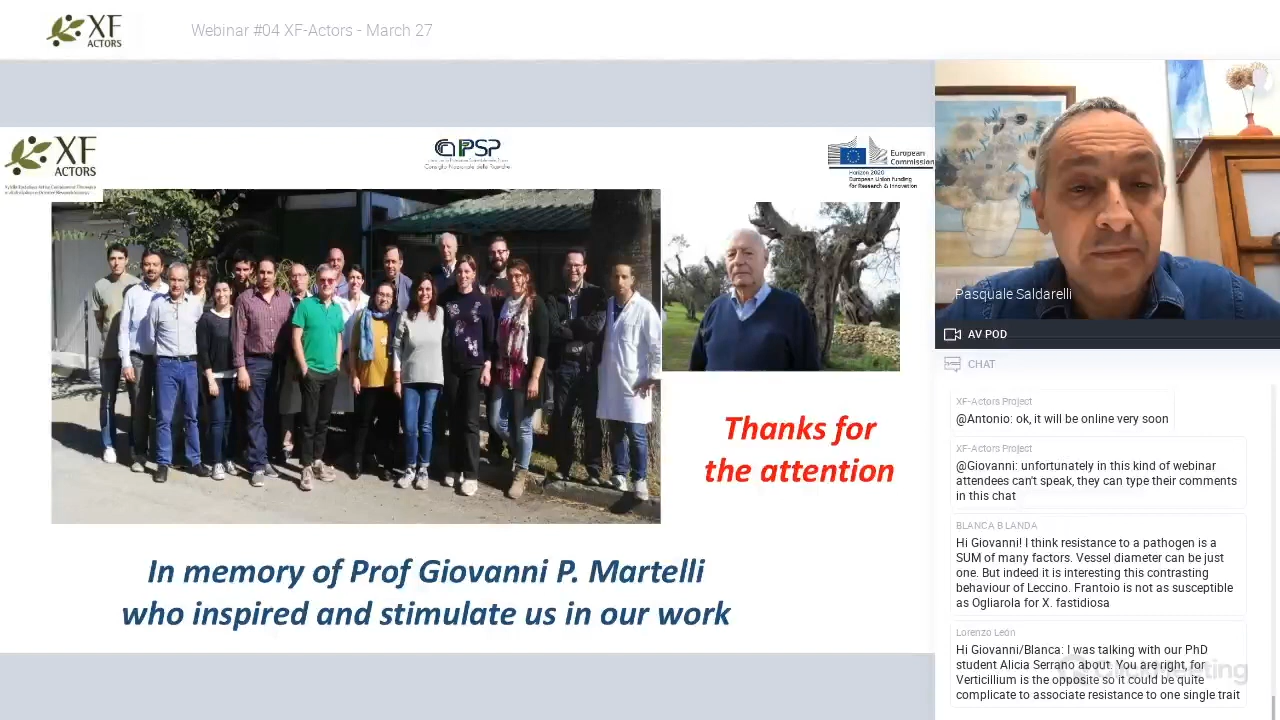 XF
ACTORS
Webinar #04 XF-Actors - March 27
XF
ACTORS
IPSP
Consiglio Nazionale delle Ricerche
European
Commission
Horizon 2020
European Union funding
for Research & Innovation
Thanks for
the attention
In memory of Prof Giovanni P. Martelli
who inspired and stimulate us in our work
Pasquale Saldarelli
AV POD
CHAT
XF-Actors Project
@Antonio: ok, it will be online very soon
XF-Actors Project
@Giovanni: unfortunately in this kind of webinar
attendees can't speak, they can type their comments
in this chat
BLANCA B LANDA
Hi Giovanni! I think resistance to a pathogen is a
SUM of many factors. Vessel diameter can be just
one. But indeed it is interesting this contrasting
behaviour of Leccino. Frantoio is not as susceptible
as Ogliarola for X. fastidiosa
Lorenzo León
Hi Giovanni/Blanca: I was talking with our PhD
student Alicia Serrano about. You are right, for
Verticillium is the opposite so it could be quite
complicate to associate resistance to one single trait
ClickMeeting